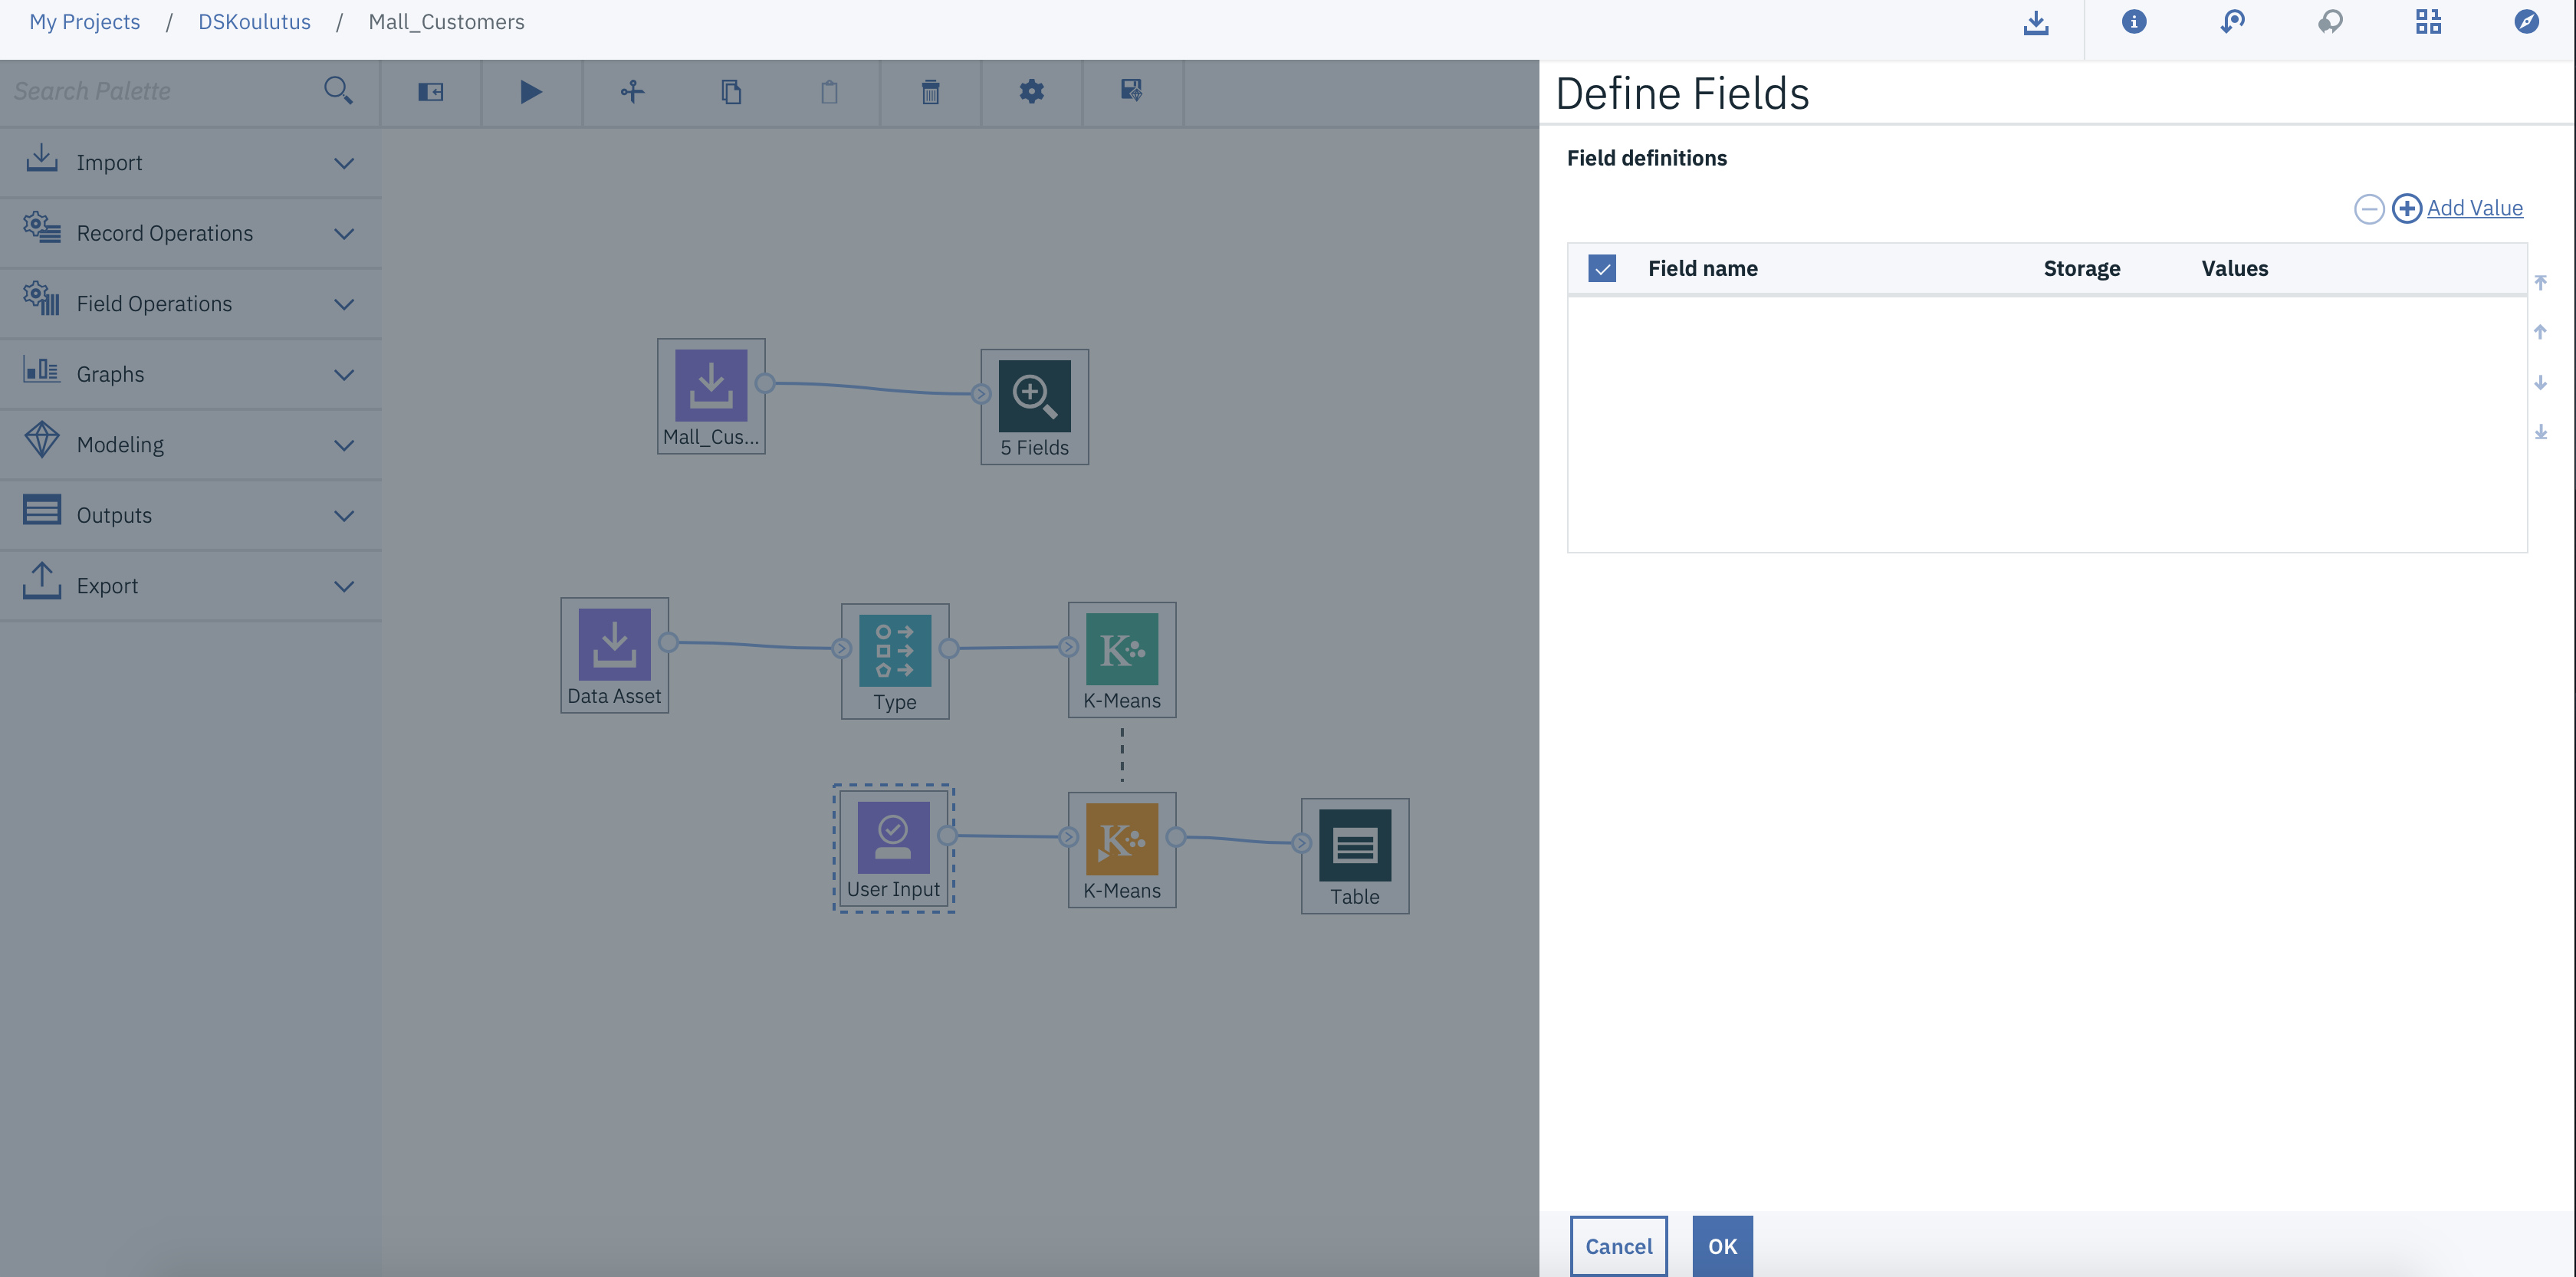 My Projects / DSKoulutus / Mall_Customers
Search Palette
Import
Record Operations
Field Operations
Graphs
Modeling
Outputs
Export
Mall_Cus...
5 Fields
Data Asset
Type
K-Means
User Input
K-Means
Table
Define Fields
Field definitions
Add Value
Field name Storage Values
Cancel OK